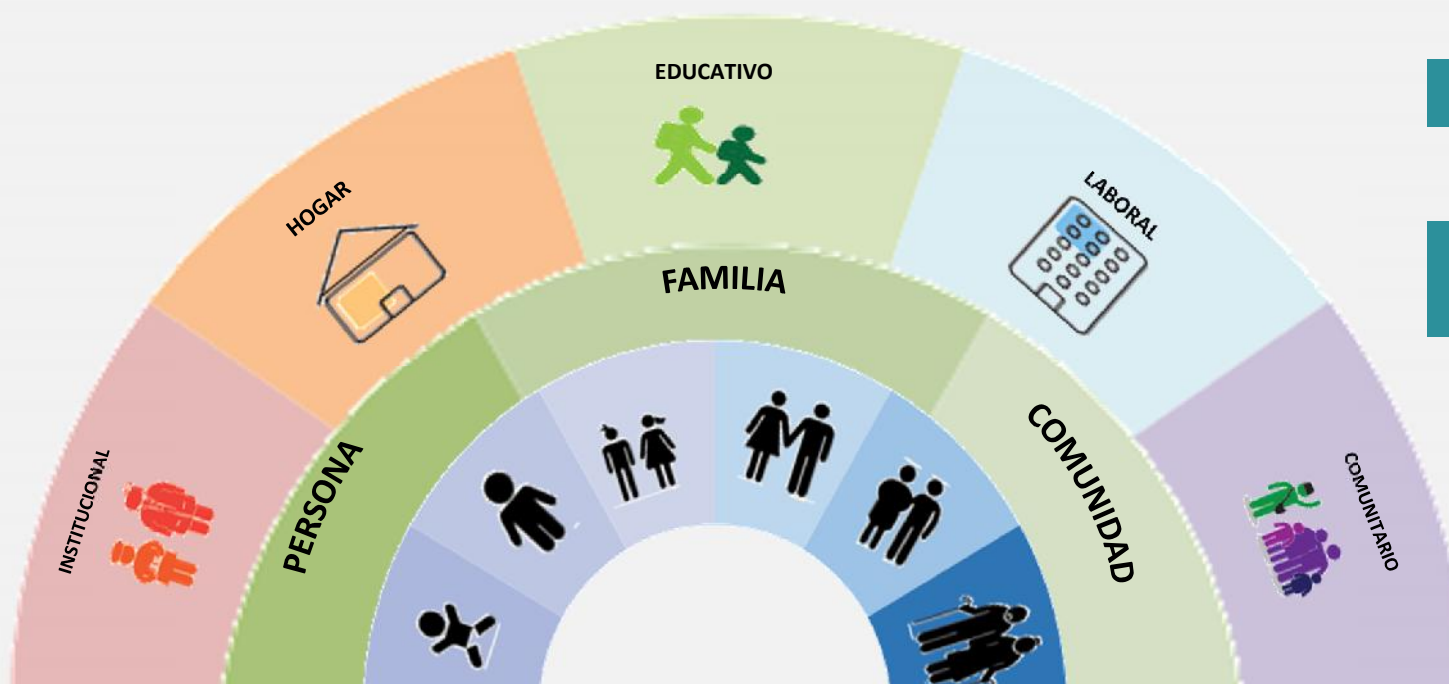 EDUCATIVO
HOGAR
LABORAL
FAMILIA
INSTITUCIONAL
PERSONA
COMUNIDAD
COMUNITARIO